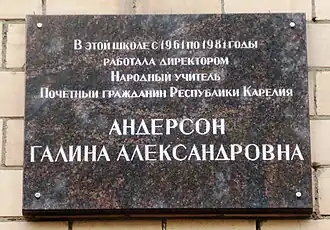 В этой школе с 1961 по 1981 годы
работала директором
Народный учитель
Почетный гражданин Республики Карелия
АНДЕРСОН
ГАЛИНА АЛЕКСАНДРОВНА